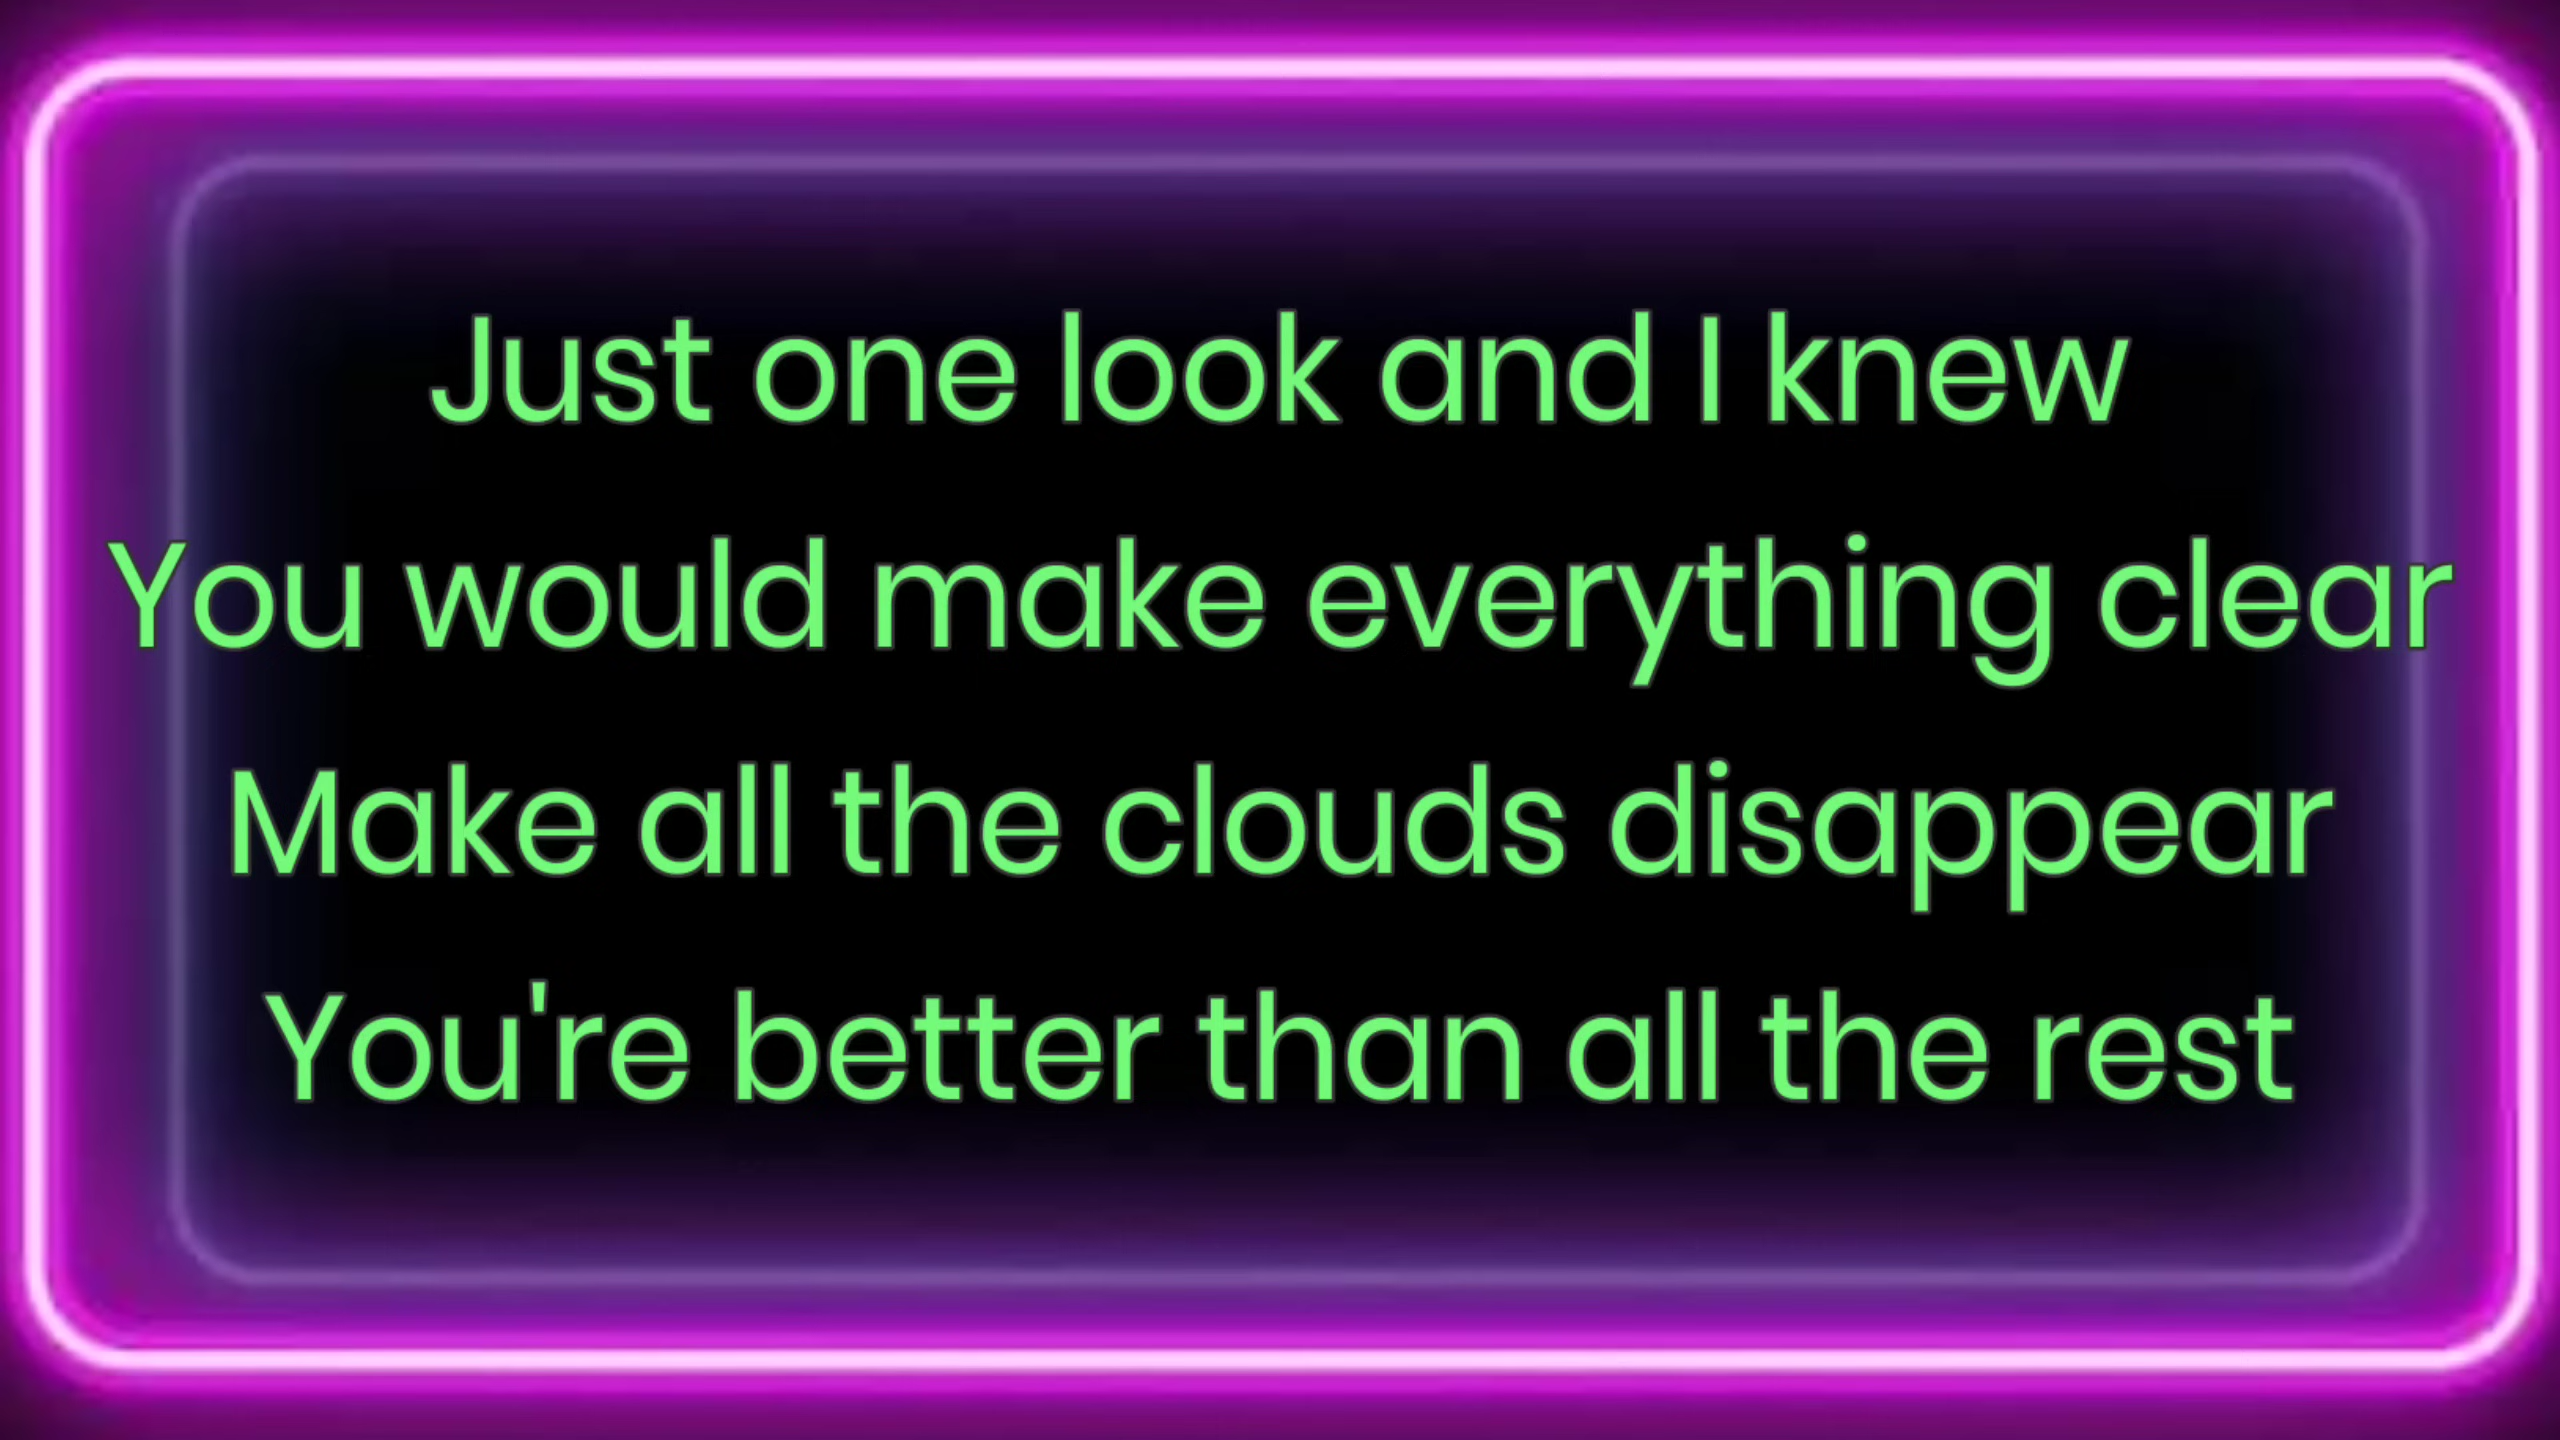 Just one look and I knew
You would make everything clear
Make all the clouds disappear
You're better than all the rest